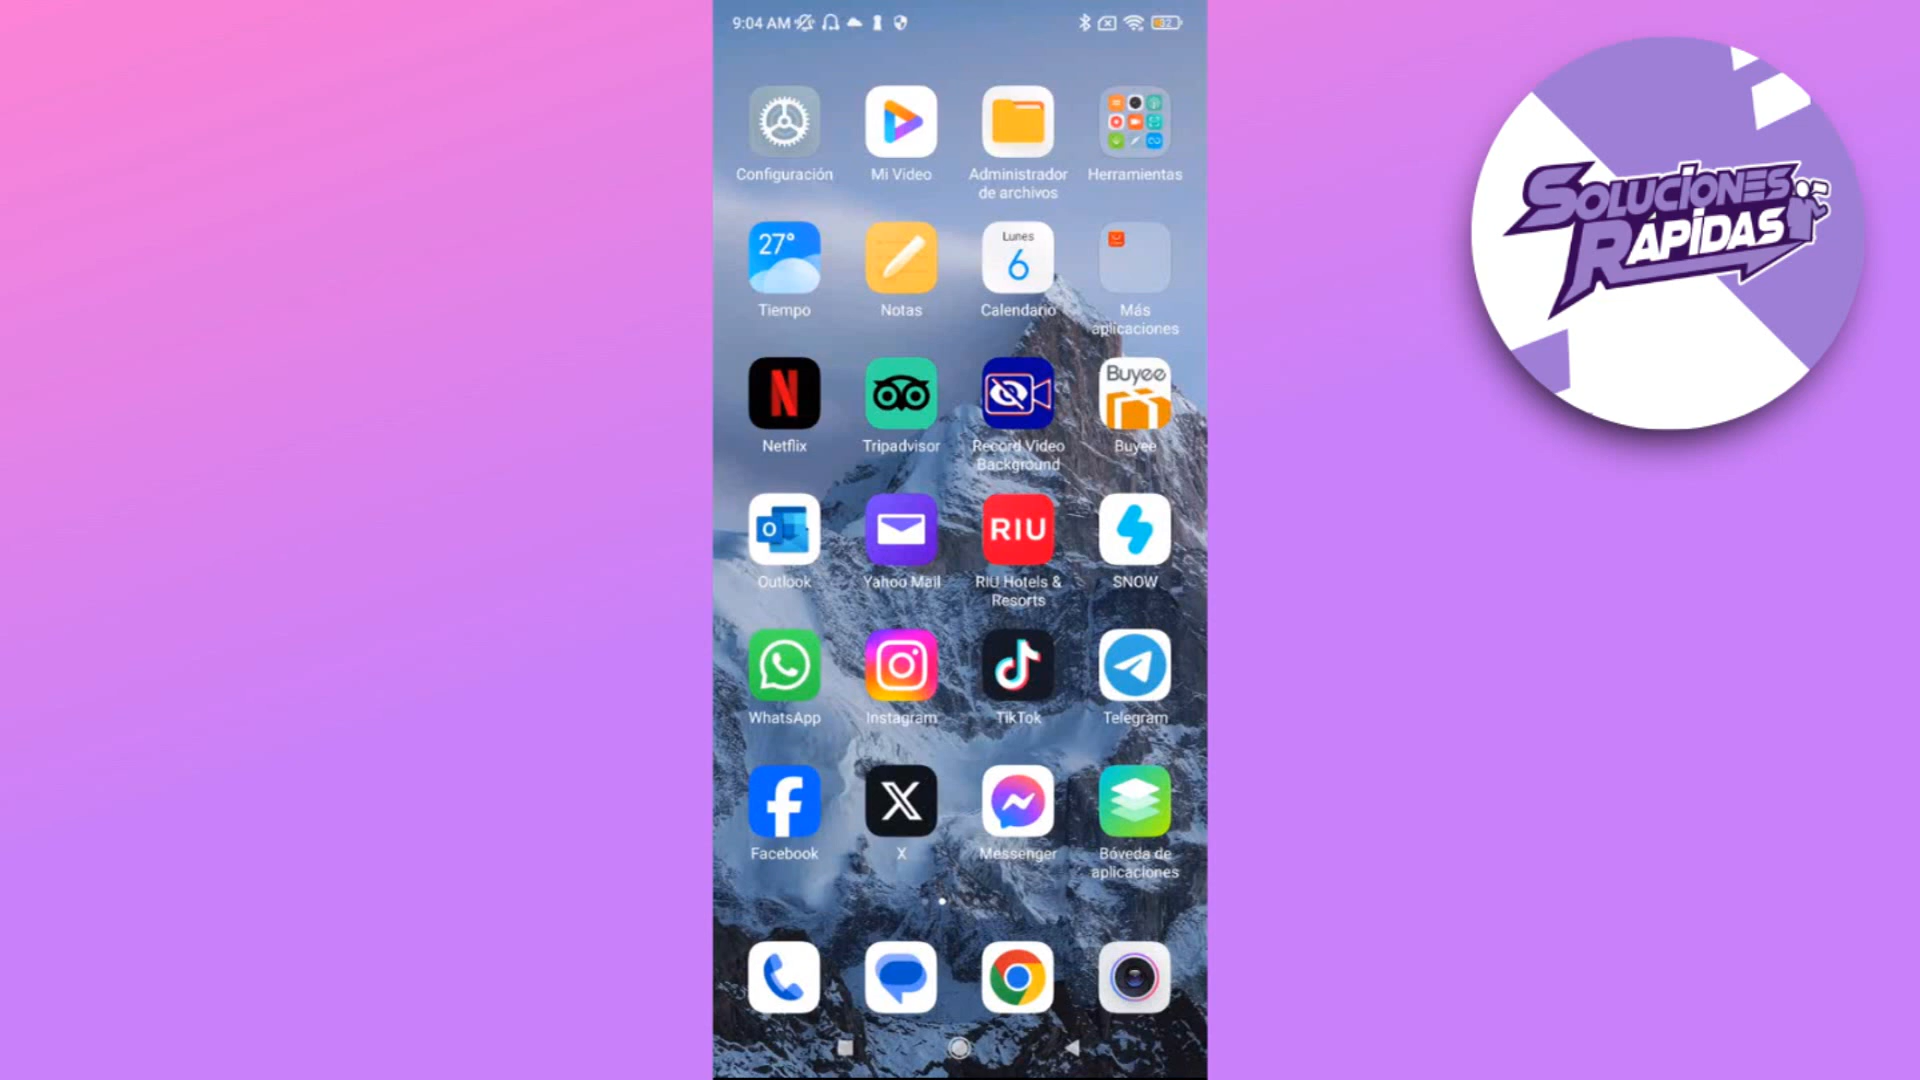 9:04 AM
62
Configuración
Mi Video
Administrador
de archivos
Herramientas
27°
Lunes
6
Tiempo
Notas
Calendario
Más
aplicaciones
N
Buyee
Netflix
Tripadvisor
Record Video
Background
Buyee
O
RIU
Outlook
Yahoo Mail
RIU Hotels &
Resorts
SNOW
WhatsApp
Instagram
TikTok
Telegram
Facebook
X
Messenger
Bóveda de
aplicaciones
SOLUCIONES
RÁPIDAS